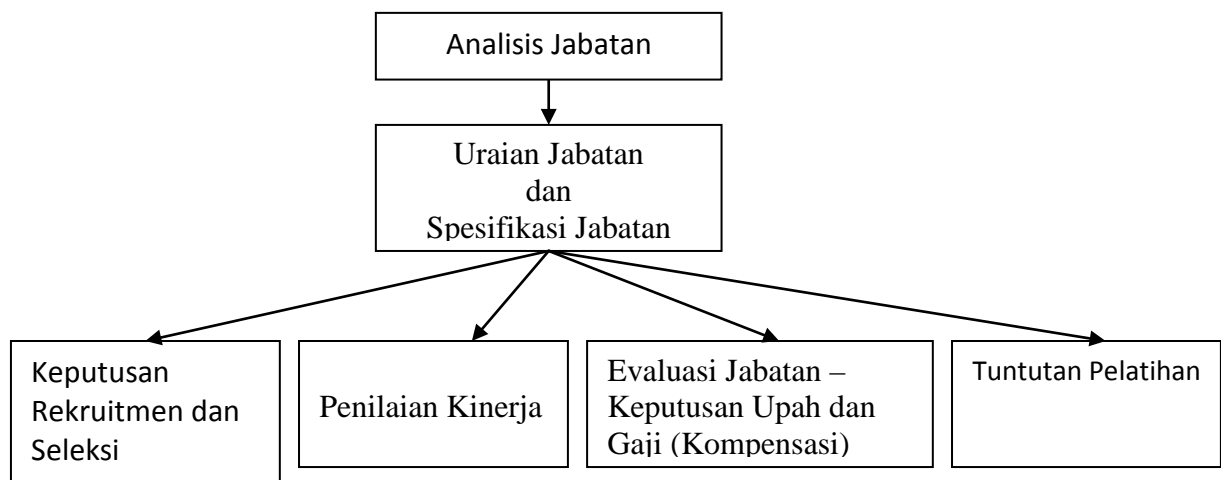 Analisis Jabatan
Uraian Jabatan
dan
Spesifikasi Jabatan
Keputusan
Rekruitmen dan
Seleksi
Penilaian Kinerja
Evaluasi Jabatan –
Keputusan Upah dan
Gaji (Kompensasi)
Tuntutan Pelatihan